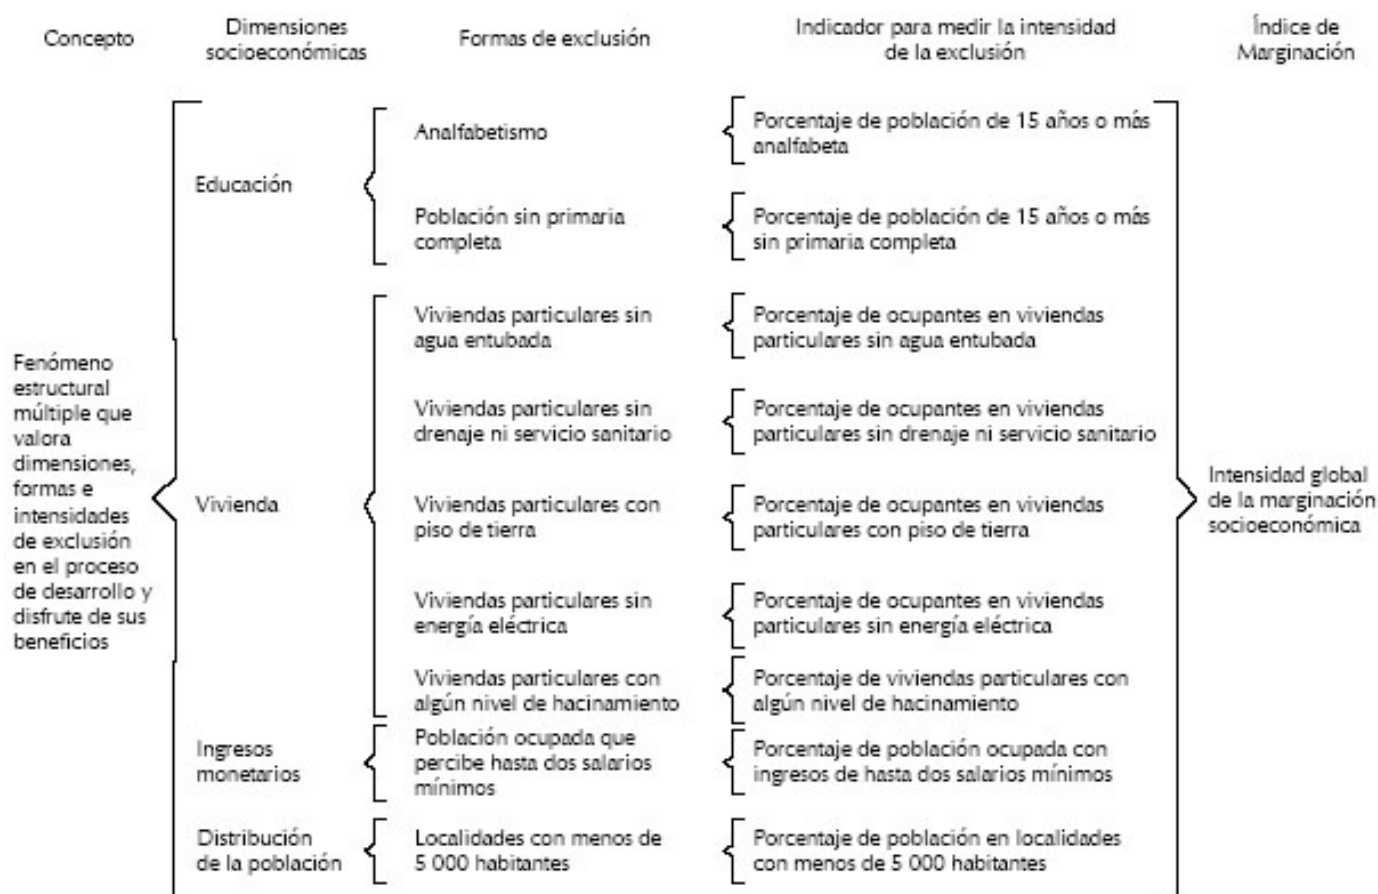 Concepto
Dimensiones
socioeconómicas
Formas de exclusión
Indicador para medir la intensidad
de la exclusión
Índice de
Marginación
Fenómeno
estructural
múltiple que
valora
dimensiones,
formas e
intensidades
de exclusión
en el proceso
de desarrollo y
disfrute de sus
beneficios
Educación
Analfabetismo
Porcentaje de población de 15 años o más
analfabeta
Población sin primaria
completa
Porcentaje de población de 15 años o más
sin primaria completa
Vivienda
Viviendas particulares sin
agua entubada
Porcentaje de ocupantes en viviendas
particulares sin agua entubada
Viviendas particulares sin
drenaje ni servicio sanitario
Porcentaje de ocupantes en viviendas
particulares sin drenaje ni servicio sanitario
Viviendas particulares con
piso de tierra
Porcentaje de ocupantes en viviendas
particulares con piso de tierra
Viviendas particulares sin
energía eléctrica
Porcentaje de ocupantes en viviendas
particulares sin energía eléctrica
Viviendas particulares con
algún nivel de hacinamiento
Porcentaje de viviendas particulares con
algún nivel de hacinamiento
Ingresos
monetarios
Población ocupada que
percibe hasta dos salarios
mínimos
Porcentaje de población ocupada con
ingresos de hasta dos salarios mínimos
Distribución
de la población
Localidades con menos de
5 000 habitantes
Porcentaje de población en localidades
con menos de 5 000 habitantes
Intensidad global
de la marginación
socioeconómica